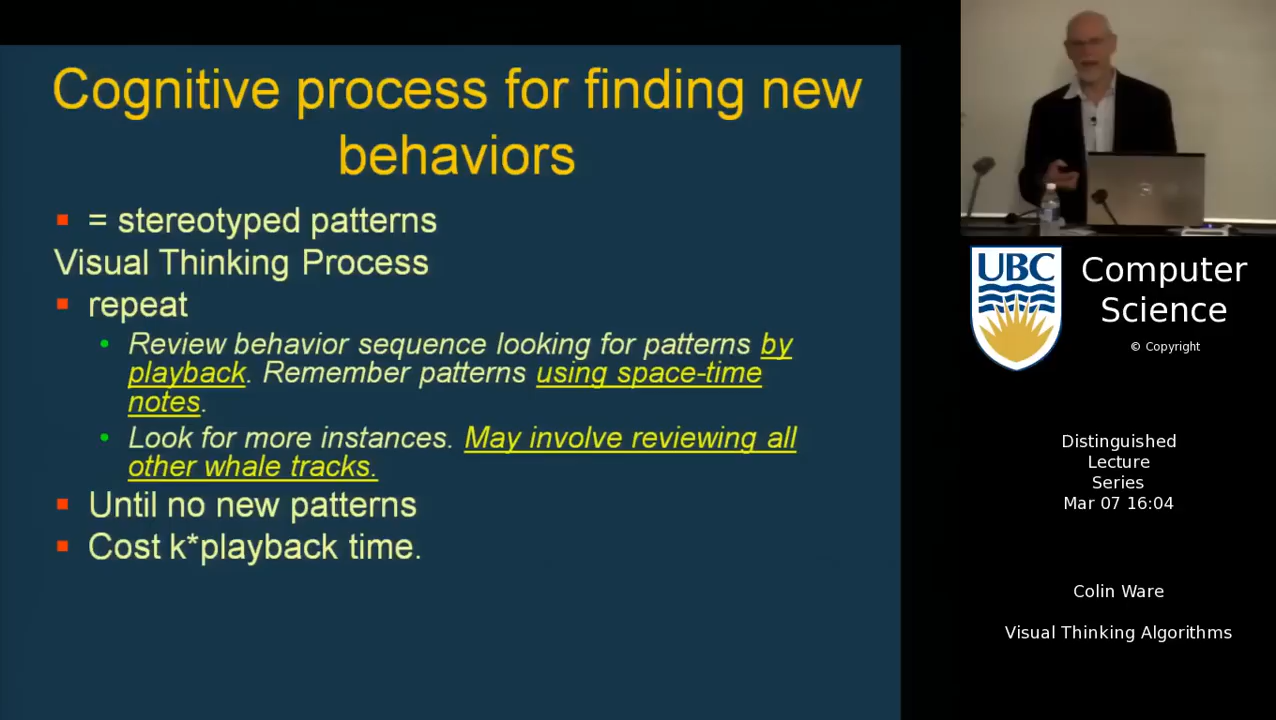 Cognitive process for finding new
behaviors
= stereotyped patterns
Visual Thinking Process
repeat
Review behavior sequence looking for patterns by
playback. Remember patterns using space-time
notes.
Look for more instances. May involve reviewing all
other whale tracks.
Until no new patterns
Cost k*playback time.
UBC
Computer
Science
© Copyright
Distinguished
Lecture
Series
Mar 07 16:04
Colin Ware
Visual Thinking Algorithms